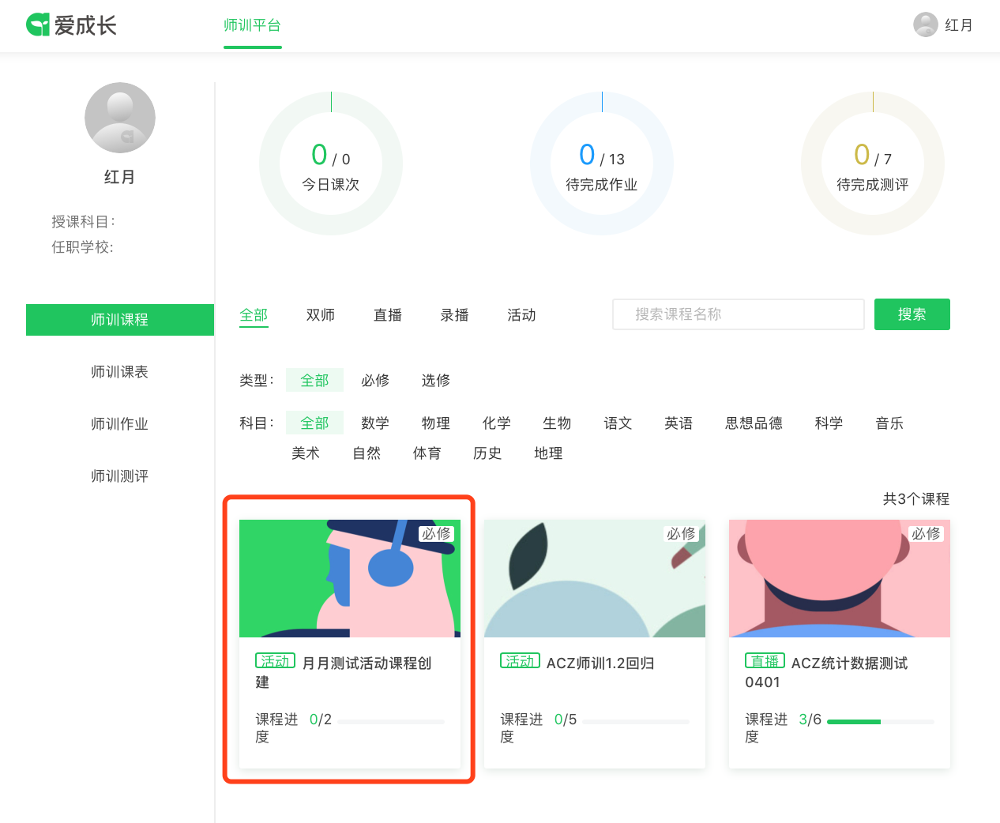 爱成长
师训平台
红月
红月
授课科目:
任职学校:
师训课程
师训课表
师训作业
师训测评
0 / 0
今日课次
0 / 13
待完成作业
0 / 7
待完成测评
全部 双师 直播 录播 活动
搜索课程名称
搜索
类型: 全部 必修 选修
科目: 全部 数学 物理 化学 生物 语文 英语 思想品德 科学 音乐
美术 自然 体育 历史 地理
共3个课程
必修
活动 月月测试活动课程创
建
课程进 0/2
度
必修
活动 ACZ师训1.2回归
课程进 0/5
度
必修
直播 ACZ统计数据测试
0401
课程进 3/6
度